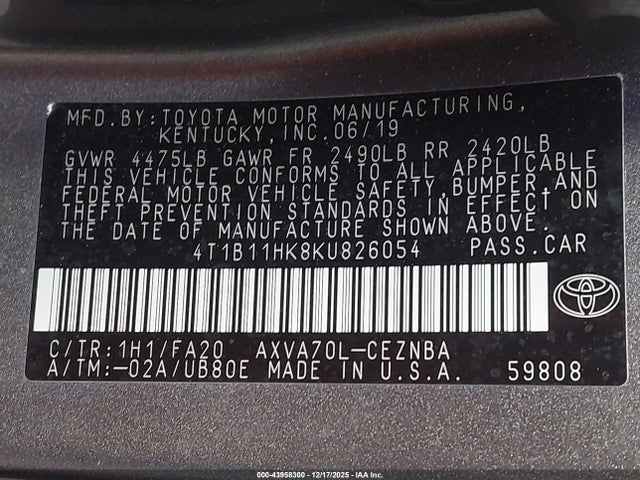 MFD.BY:TOYOTA MOTOR MANUFACTURING,
KENTUCKY,INC.06/19
GVWR 4475LB GAWR FR 2490LB RR 2420LB
THIS VEHICLE CONFORMS TO ALL APPLICABLE
FEDERAL MOTOR VEHICLE SAFETY,BUMPER,AND
THEFT PREVENTION STANDARDS IN EFFECT ON
THE DATE OF MANUFACTURE SHOWN ABOVE.
4T1B11HK8KU826054 PASS.CAR
C/TR:1H1/FA20 AXVA70L-CEZNBA
A/TM:-02A/UB80E MADE IN U.S.A. 59808
000-43958300 - 12/17/2025 - IAA Inc.